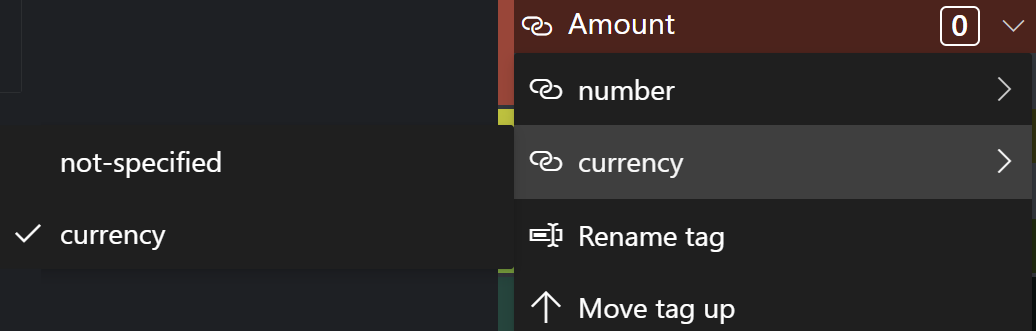 Amount 0
number
currency
not-specified
currency
Rename tag
Move tag up